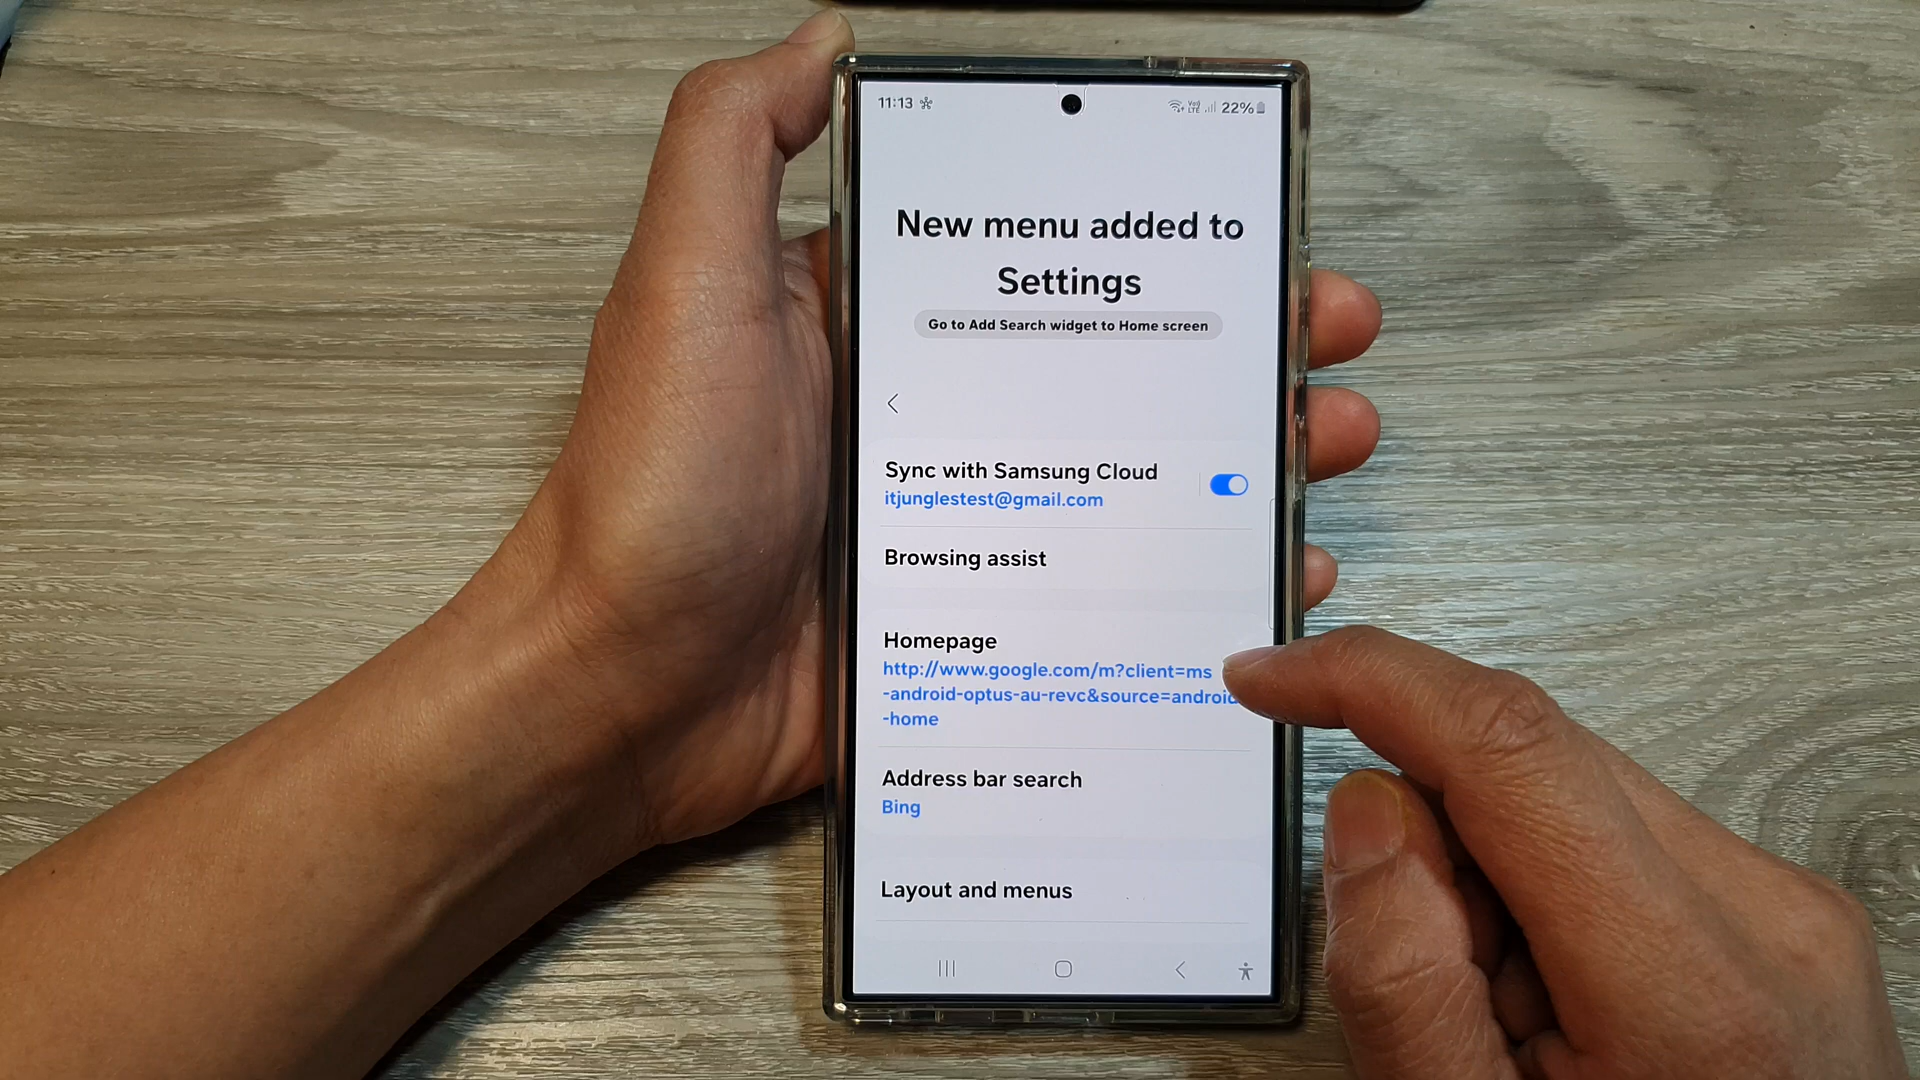 11:13
Vo))
LTE
22%
New menu added to
Settings
Go to Add Search widget to Home screen
Sync with Samsung Cloud
itjunglestest@gmail.com
Browsing assist
Homepage
http://www.google.com/m?client=ms
-android-optus-au-revc&source=android
-home
Address bar search
Bing
Layout and menus